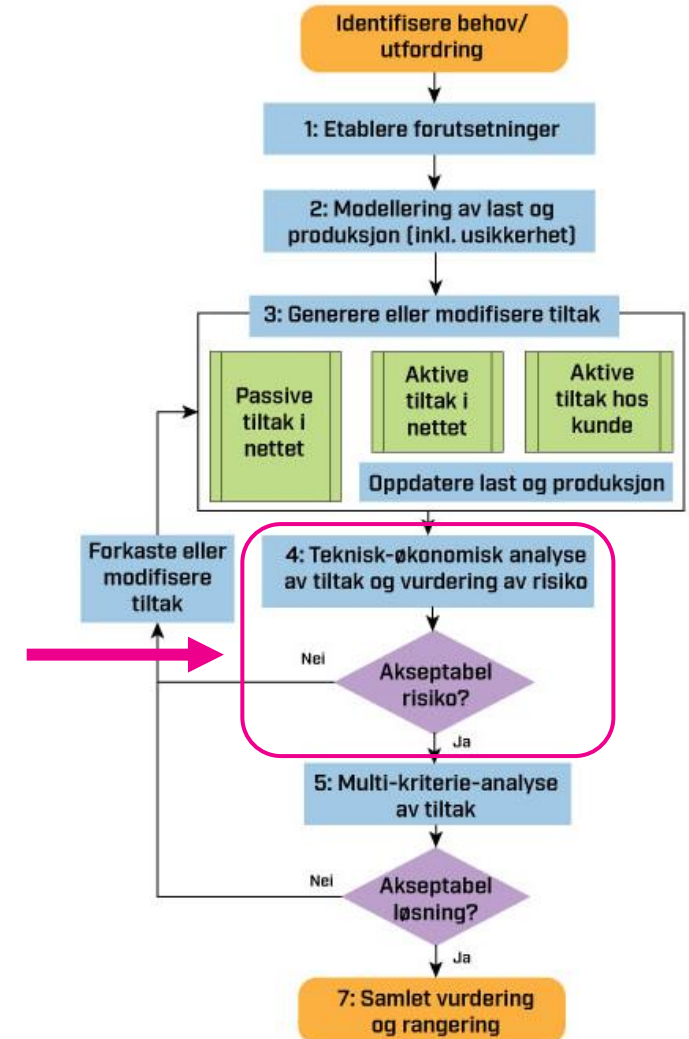 Identifisere behov/
utfordring
1: Etablere forutsetninger
2: Modellering av last og
produksjon (inkl. usikkerhet)
3: Generere eller modifisere tiltak
Passive
tiltak i
nettet
Aktive
tiltak i
nettet
Aktive
tiltak hos
kunde
Oppdatere last og produksjon
Forkaste eller
modifisere
tiltak
4: Teknisk-økonomisk analyse
av tiltak og vurdering av risiko
Nei
Akseptabel
risiko?
Ja
5: Multi-kriterie-analyse
av tiltak
Nei
Akseptabel
løsning?
Ja
7: Samlet vurdering
og rangering